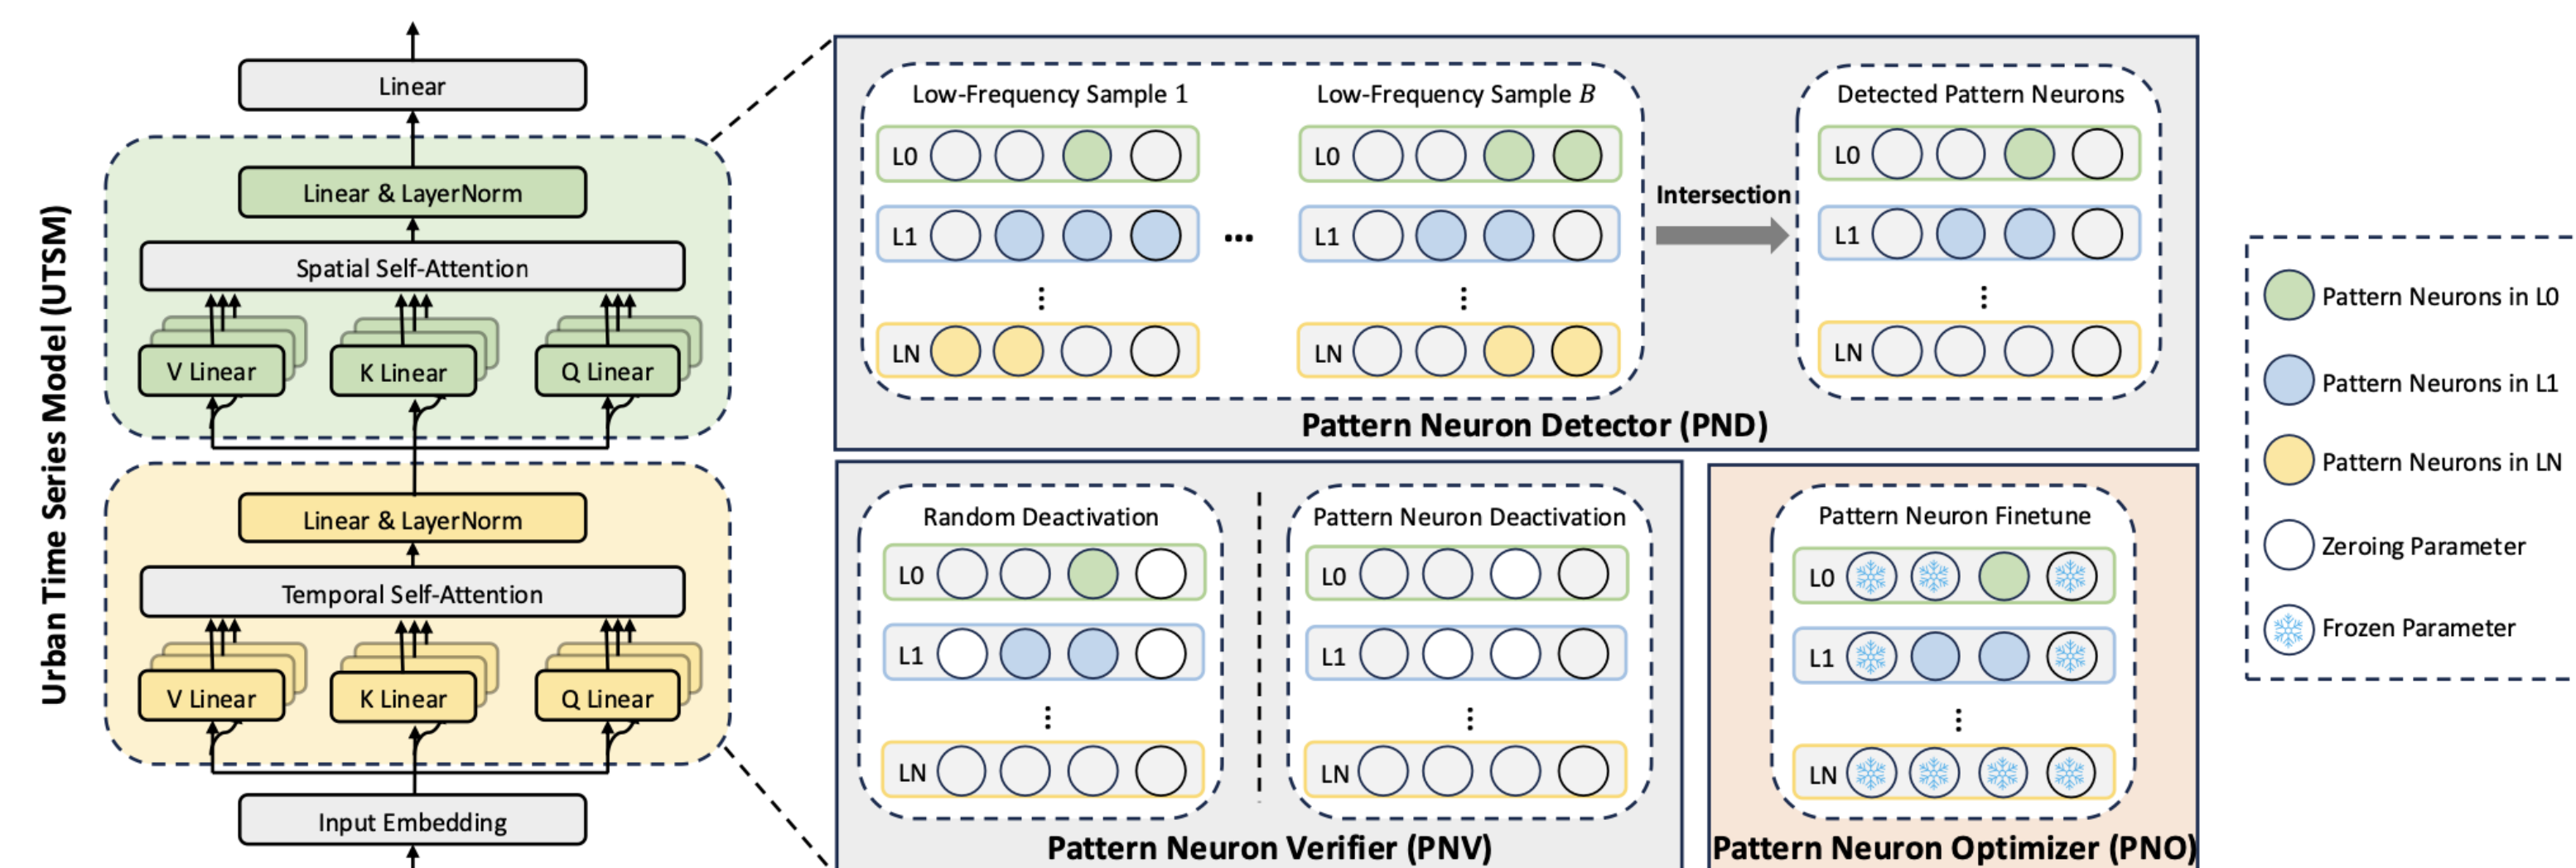 Urban Time Series Model (UTSM)
Linear
Linear & LayerNorm
Spatial Self-Attention
V Linear
K Linear
Q Linear
Linear & LayerNorm
Temporal Self-Attention
V Linear
K Linear
Q Linear
Input Embedding
Low-Frequency Sample 1
L0
L1
...
LN
Low-Frequency Sample B
L0
L1
LN
Intersection
Detected Pattern Neurons
L0
L1
LN
Pattern Neuron Detector (PND)
Random Deactivation
L0
L1
LN
Pattern Neuron Deactivation
L0
L1
LN
Pattern Neuron Verifier (PNV)
Pattern Neuron Finetune
L0
L1
LN
Pattern Neuron Optimizer (PNO)
Pattern Neurons in L0
Pattern Neurons in L1
Pattern Neurons in LN
Zeroing Parameter
Frozen Parameter